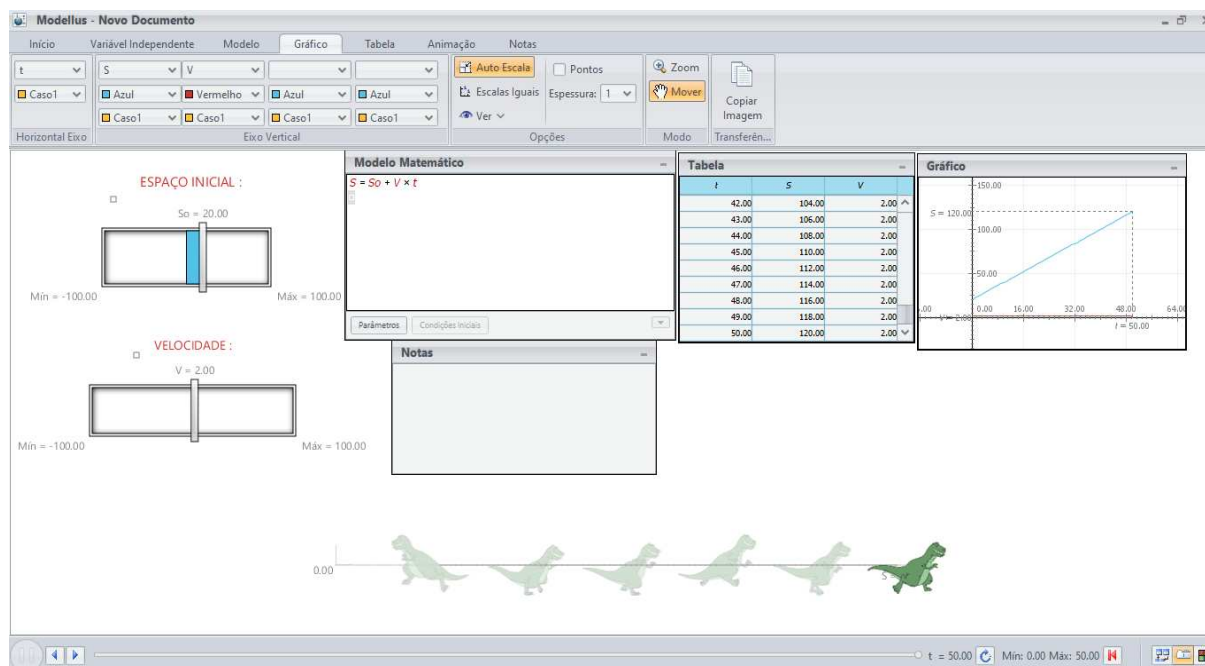 Modellus - Novo Documento
Início Variável Independente Modelo Gráfico Tabela Animação Notas
t S V Auto Escala Pontos Zoom
Caso1 Azul Vermelho Azul Azul Escalas Iguais Espessura: 1 Mover
Caso1 Caso1 Caso1 Caso1 Ver Copiar Imagem
Horizontal Eixo Eixo Vertical Opções Modo Transferên...
ESPAÇO INICIAL :
So = 20.00
Mín = -100.00 Máx = 100.00
VELOCIDADE :
V = 2.00
Mín = -100.00 Máx = 100.00
Modelo Matemático
S = So + V × t
Parâmetros Condições Iniciais
Notas
Tabela
t S V
42.00 104.00 2.00
43.00 106.00 2.00
44.00 108.00 2.00
45.00 110.00 2.00
46.00 112.00 2.00
47.00 114.00 2.00
48.00 116.00 2.00
49.00 118.00 2.00
50.00 120.00 2.00
Gráfico
150.00
S = 120.00
100.00
50.00
.00 0.00 16.00 32.00 48.00 64.0
V = 2.00
t = 50.00
0.00
t = 50.00 Mín: 0.00 Máx: 50.00